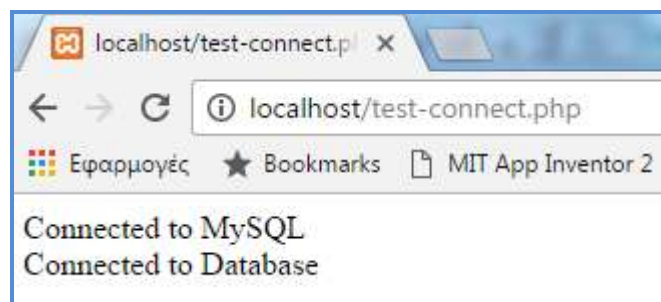 localhost/test-connect.p
localhost/test-connect.php
Εφαρμογές Bookmarks MIT App Inventor 2
Connected to MySQL
Connected to Database